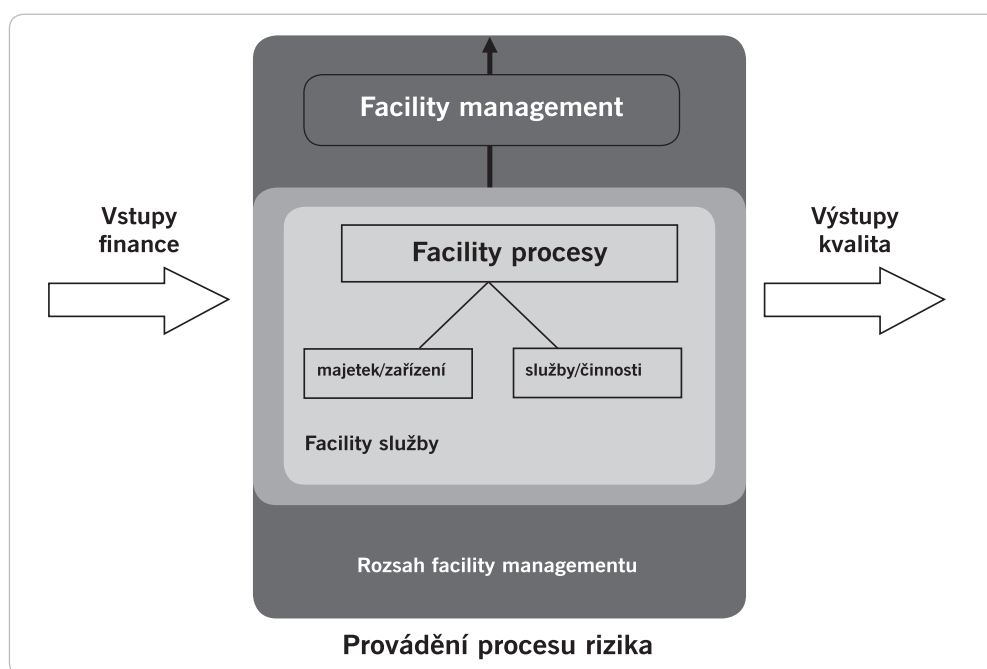 Facility management
Vstupy
finance
Výstupy
kvalita
Facility procesy
majetek/zařízení
služby/činnosti
Facility služby
Rozsah facility managementu
Provádění procesu rizika